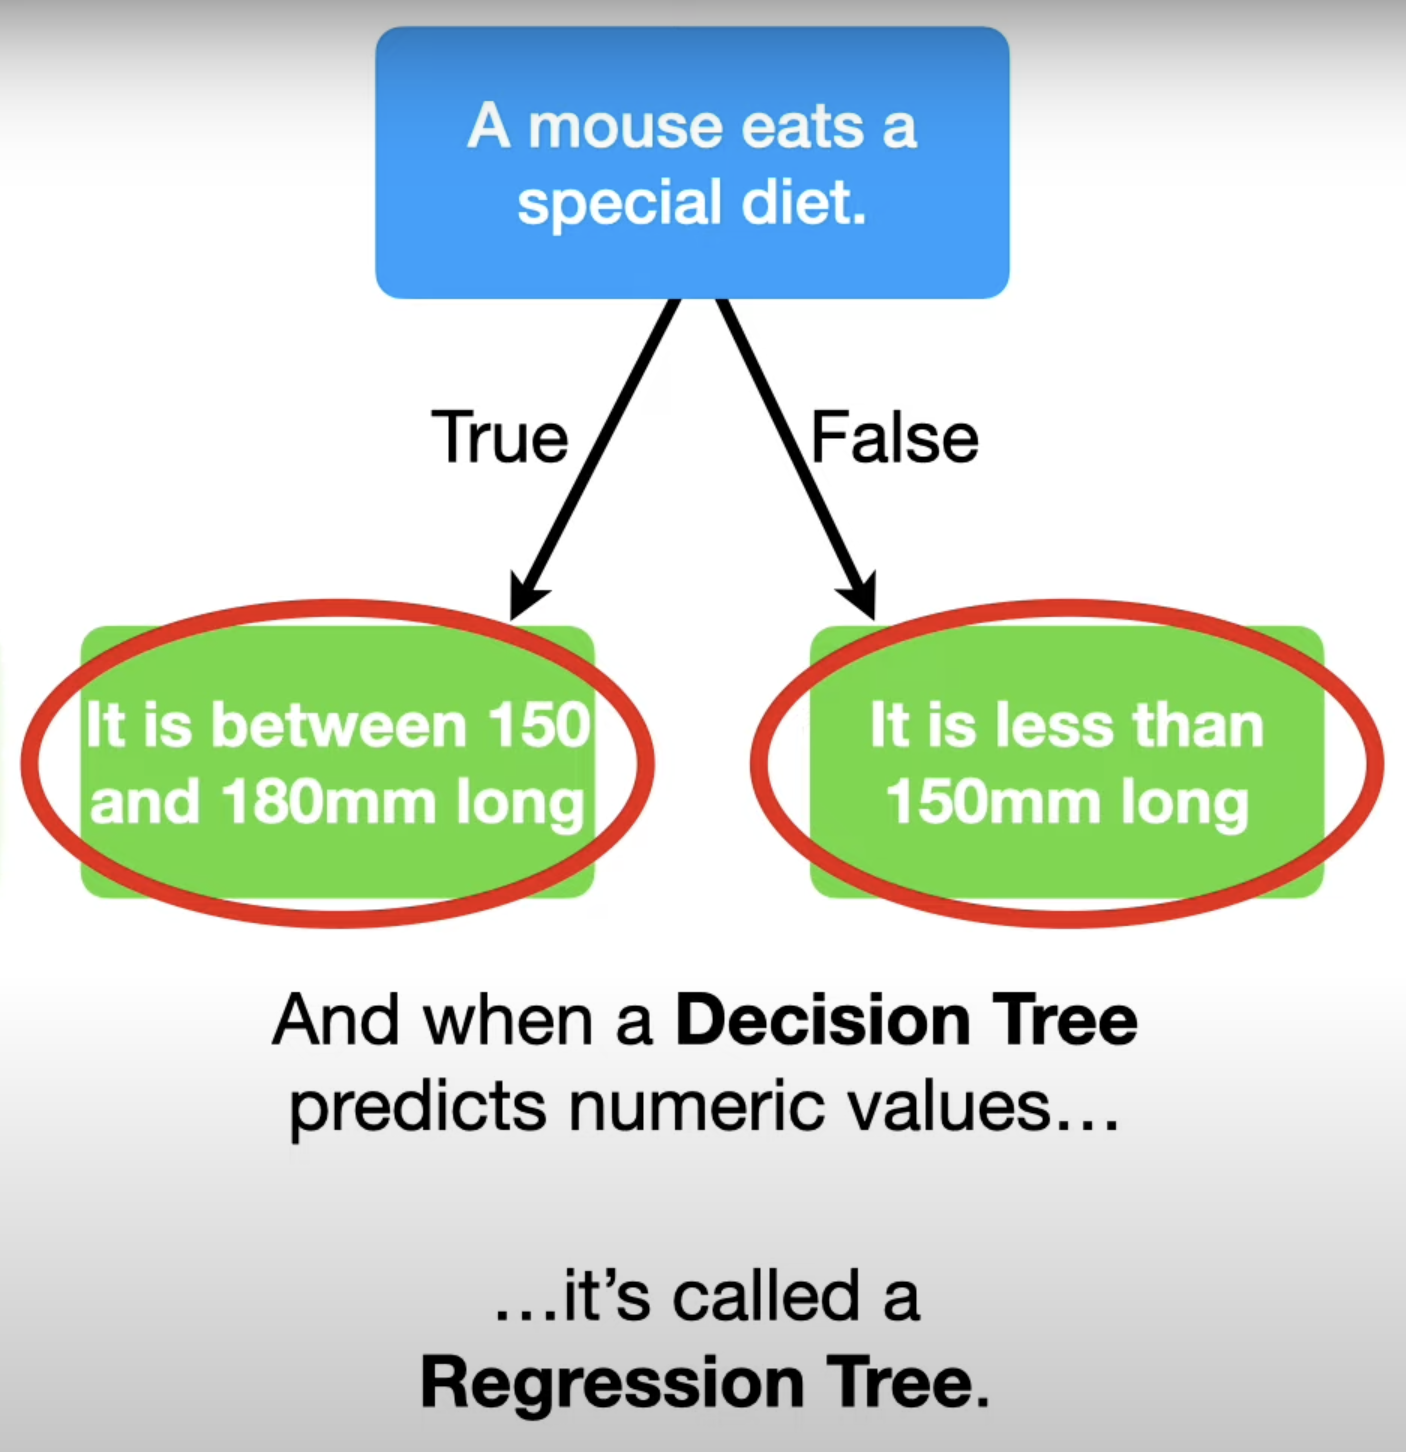 A mouse eats a
special diet.
True
False
It is between 150
and 180mm long
It is less than
150mm long
And when a Decision Tree
predicts numeric values…
…it’s called a
Regression Tree.